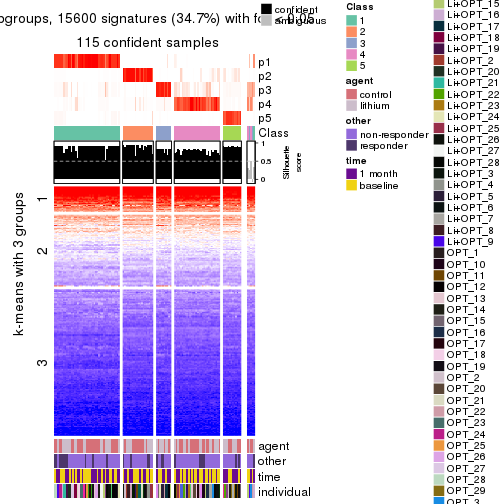 ogroups, 15600 signatures (34.7%) with f
115 confident samples
confident
ambiguous
p1
p2
p3
p4
p5
Class
1
0.5
0
Silhouette
score
k-means with 3 groups
1
2
3
agent
other
time
individual
Class
1
2
3
4
5
agent
control
lithium
other
non-responder
responder
time
1 month
baseline
Li+OPT_15
Li+OPT_16
Li+OPT_17
Li+OPT_18
Li+OPT_19
Li+OPT_2
Li+OPT_20
Li+OPT_21
Li+OPT_22
Li+OPT_23
Li+OPT_24
Li+OPT_25
Li+OPT_26
Li+OPT_27
Li+OPT_28
Li+OPT_3
Li+OPT_4
Li+OPT_5
Li+OPT_6
Li+OPT_7
Li+OPT_8
Li+OPT_9
OPT_1
OPT_10
OPT_11
OPT_12
OPT_13
OPT_14
OPT_15
OPT_16
OPT_17
OPT_18
OPT_19
OPT_2
OPT_20
OPT_21
OPT_22
OPT_23
OPT_24
OPT_25
OPT_26
OPT_27
OPT_28
OPT_29
OPT_3